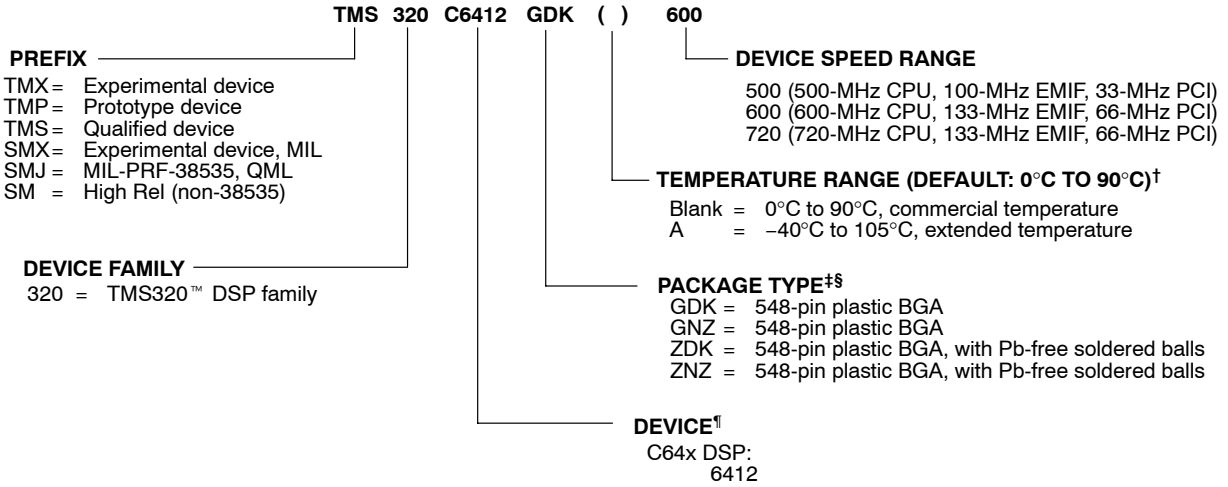 TMS 320 C6412 GDK ( ) 600
PREFIX
TMX = Experimental device
TMP = Prototype device
TMS = Qualified device
SMX = Experimental device, MIL
SMJ = MIL-PRF-38535, QML
SM = High Rel (non-38535)
DEVICE SPEED RANGE
500 (500-MHz CPU, 100-MHz EMIF, 33-MHz PCI)
600 (600-MHz CPU, 133-MHz EMIF, 66-MHz PCI)
720 (720-MHz CPU, 133-MHz EMIF, 66-MHz PCI)
TEMPERATURE RANGE (DEFAULT: 0°C TO 90°C)†
Blank = 0°C to 90°C, commercial temperature
A = −40°C to 105°C, extended temperature
DEVICE FAMILY
320 = TMS320™ DSP family
PACKAGE TYPE‡§
GDK = 548-pin plastic BGA
GNZ = 548-pin plastic BGA
ZDK = 548-pin plastic BGA, with Pb-free soldered balls
ZNZ = 548-pin plastic BGA, with Pb-free soldered balls
DEVICE¶
C64x DSP:
6412